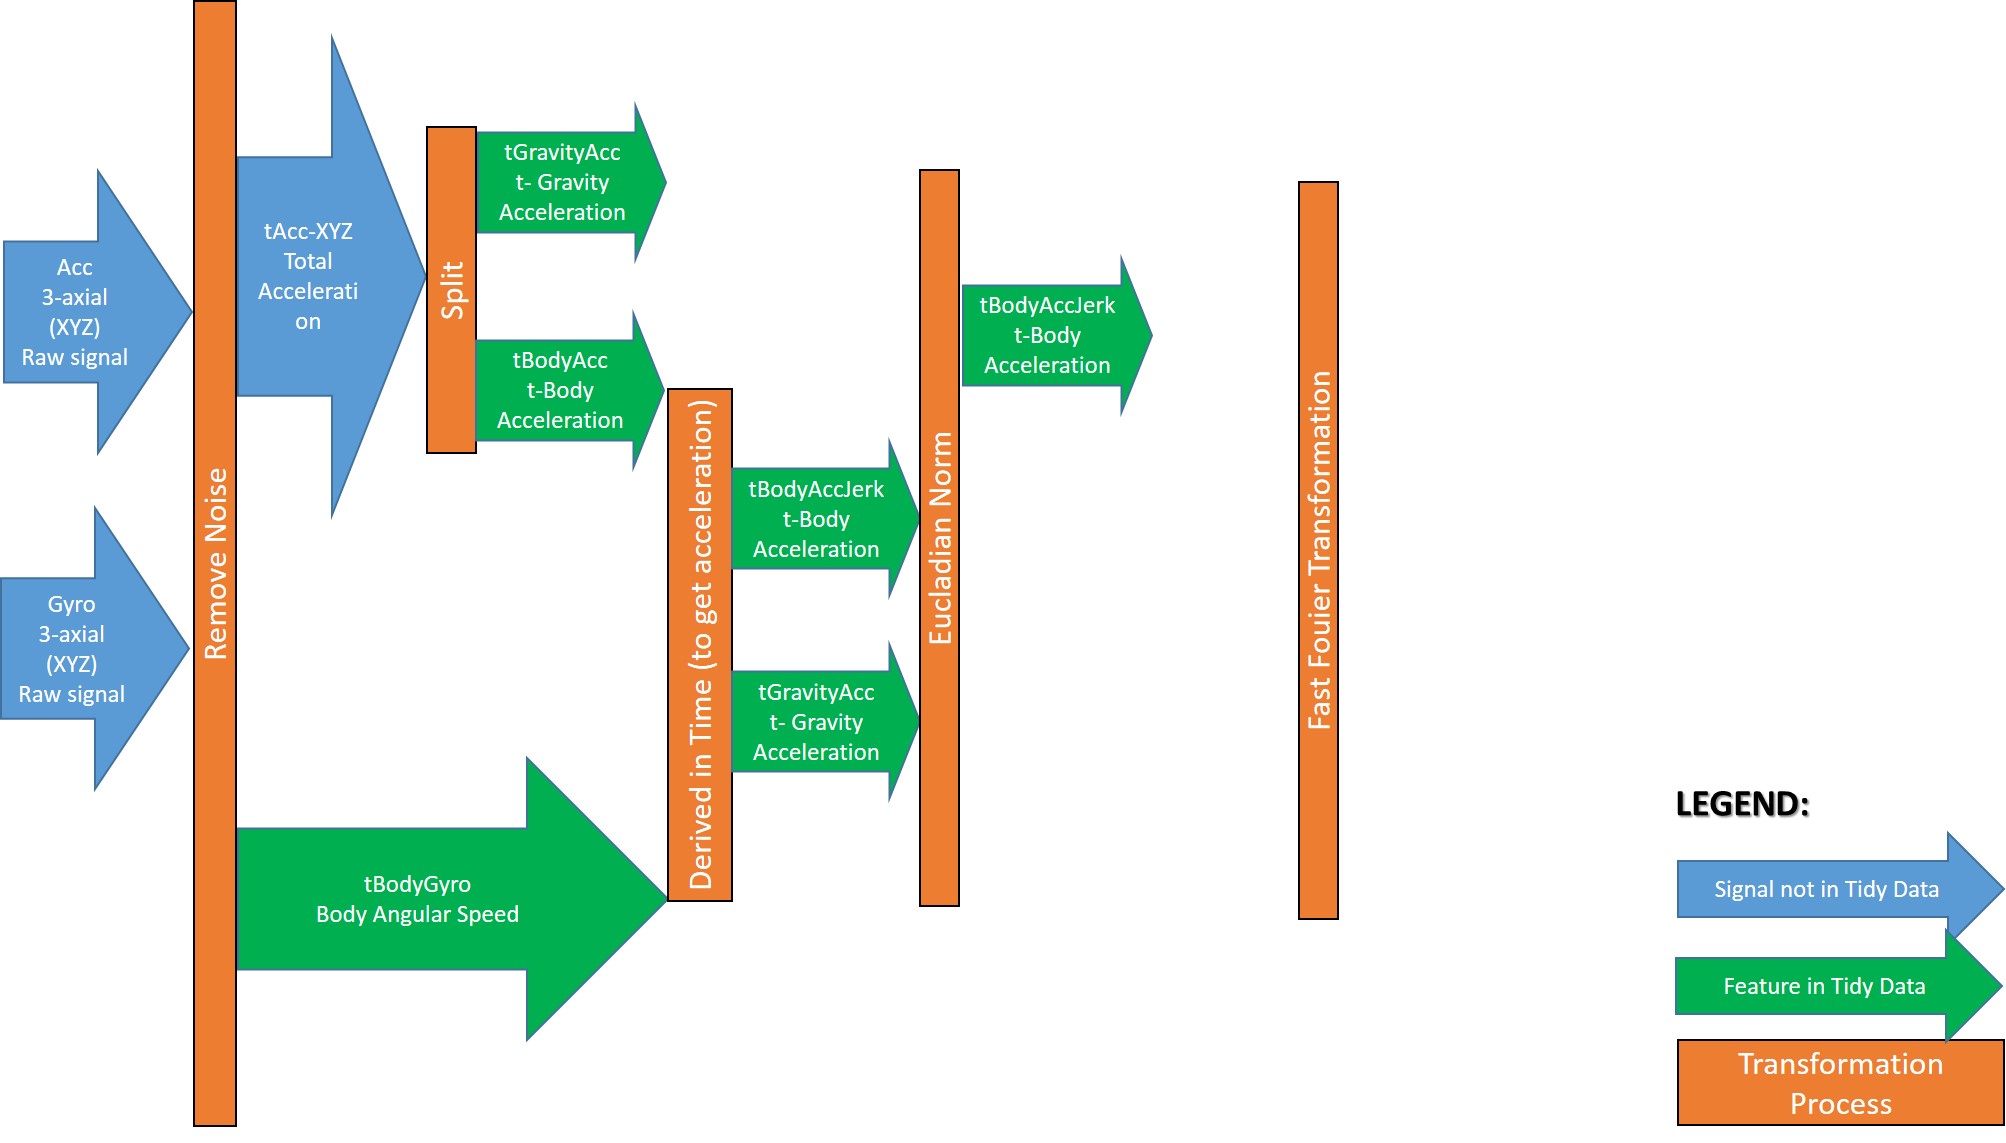 Acc
3-axial
(XYZ)
Raw signal
Gyro
3-axial
(XYZ)
Raw signal
Remove Noise
tAcc-XYZ
Total
Accelerati
on
tBodyGyro
Body Angular Speed
Split
tGravityAcc
t- Gravity
Acceleration
tBodyAcc
t-Body
Acceleration
Derived in Time (to get acceleration)
tBodyAccJerk
t-Body
Acceleration
tGravityAcc
t- Gravity
Acceleration
Eucladian Norm
tBodyAccJerk
t-Body
Acceleration
Fast Fouier Transformation
LEGEND:
Signal not in Tidy Data
Feature in Tidy Data
Transformation
Process